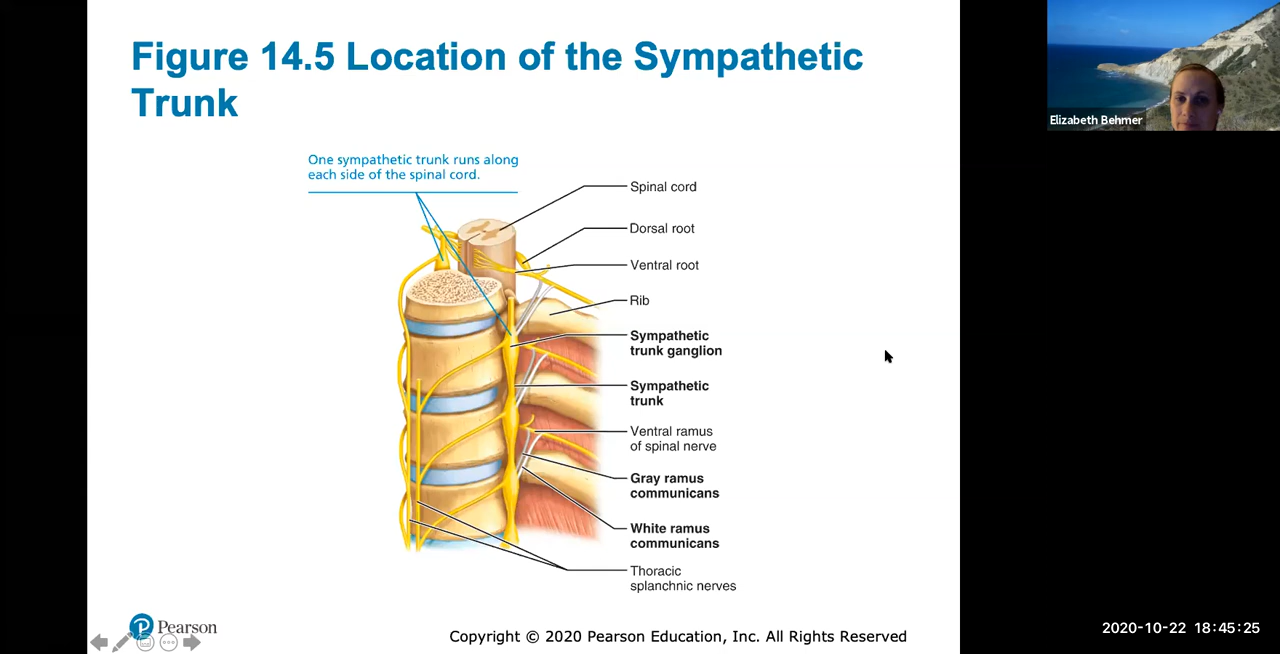 Figure 14.5 Location of the Sympathetic
Trunk
Elizabeth Behmer
One sympathetic trunk runs along
each side of the spinal cord.
Spinal cord
Dorsal root
Ventral root
Rib
Sympathetic
trunk ganglion
Sympathetic
trunk
Ventral ramus
of spinal nerve
Gray ramus
communicans
White ramus
communicans
Thoracic
splanchnic nerves
P Pearson
Copyright © 2020 Pearson Education, Inc. All Rights Reserved
2020-10-22 18:45:25